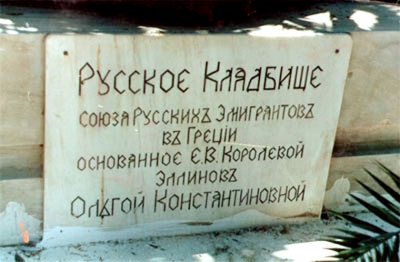 Русское Кладбище
союза Русскихъ Эмигрантовъ
въ Греціи
основанное Е.В. Королевой
Эллиновъ
Ольгой Константиновной